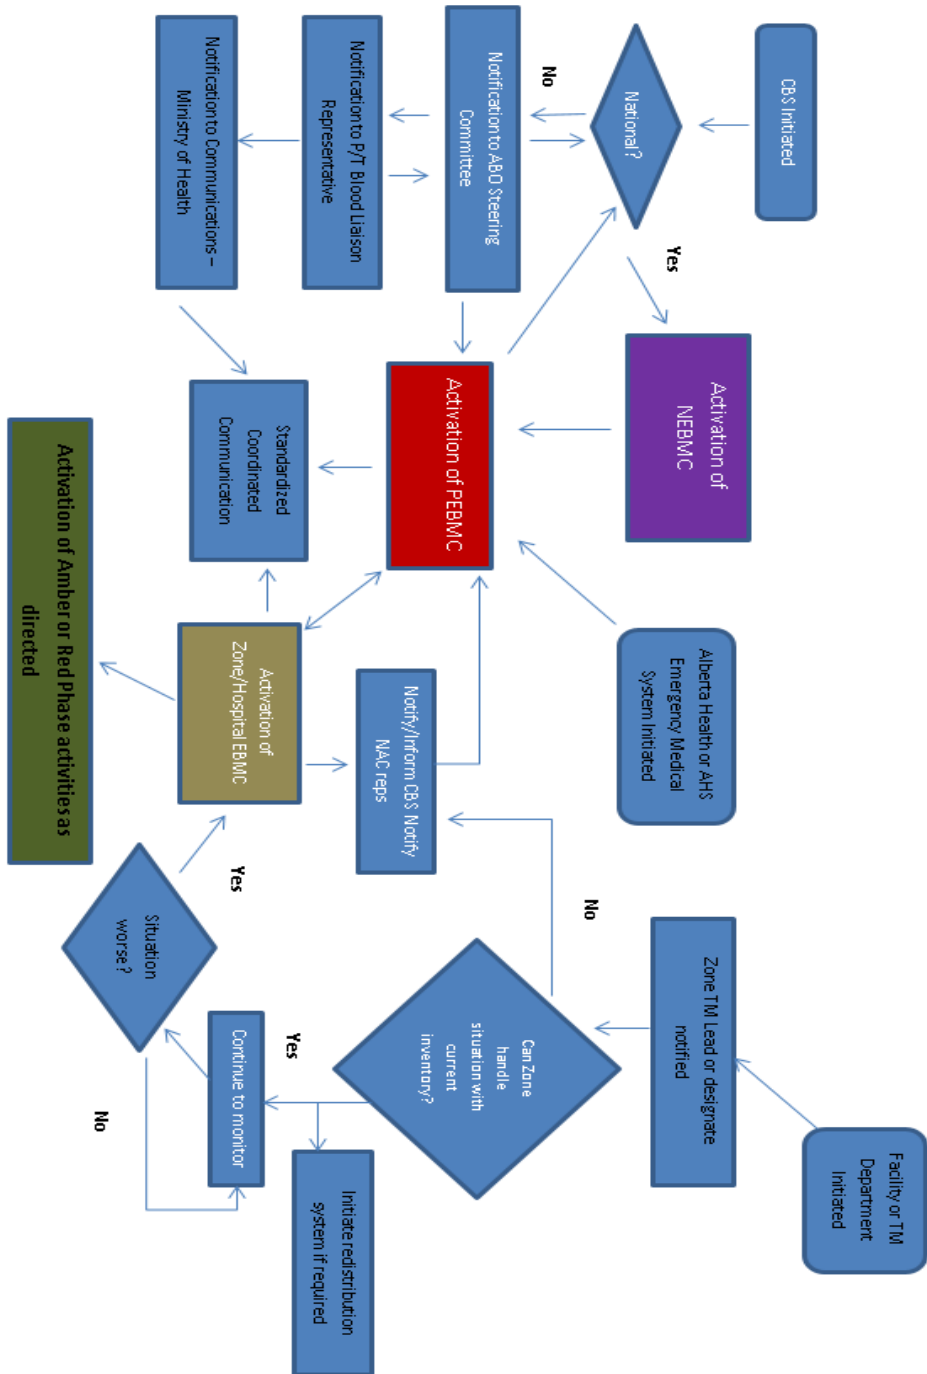 CBS Initiated
Facility or TM
Department
Initiated
National?
Yes
Activation of
NEBMC
Alberta Health or AHS
Emergency Medical
System Initiated
Zone TM Lead or designate
notified
No
No
Notification to ABO Steering
Committee
Activation of PEBMC
Can Zone
handle
situation with
current
inventory?
Notification to P/T Blood Liaison
Representative
Notify/Inform CBS Notify
NAC reps
Initiate redistribution
system if required
Yes
Notification to Communications –
Ministry of Health
Standardized
Coordinated
Communication
Activation of
Zone/Hospital EBMC
Continue to monitor
Yes
Situation
worse?
No
Activation of Amber or Red Phase activities as
directed